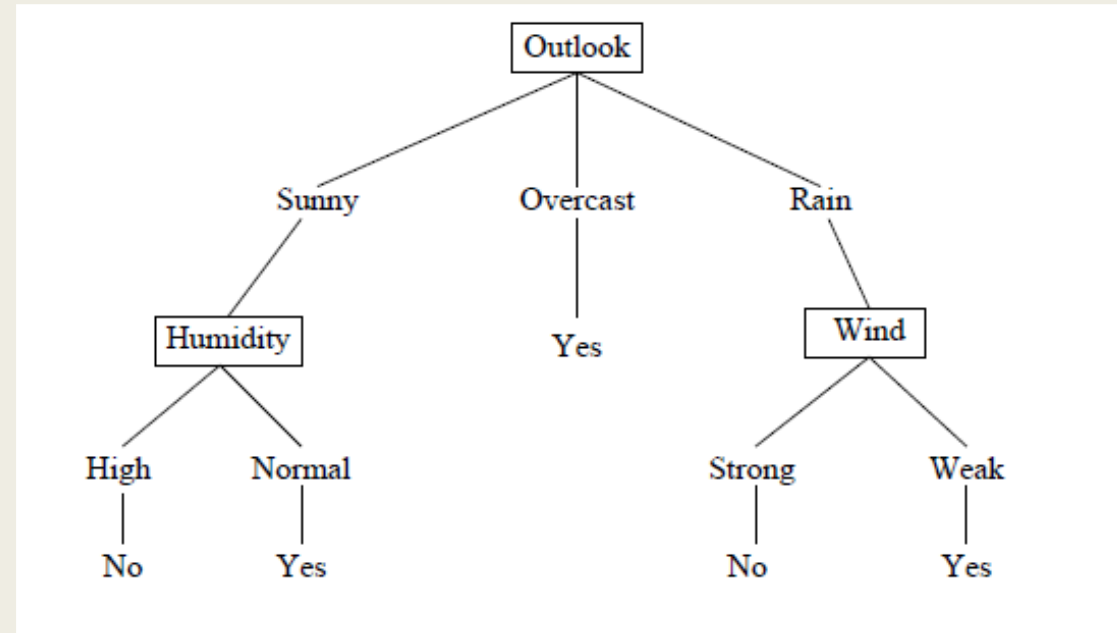 Outlook
Sunny Overcast Rain
Humidity Yes Wind
High Normal Strong Weak
No Yes No Yes